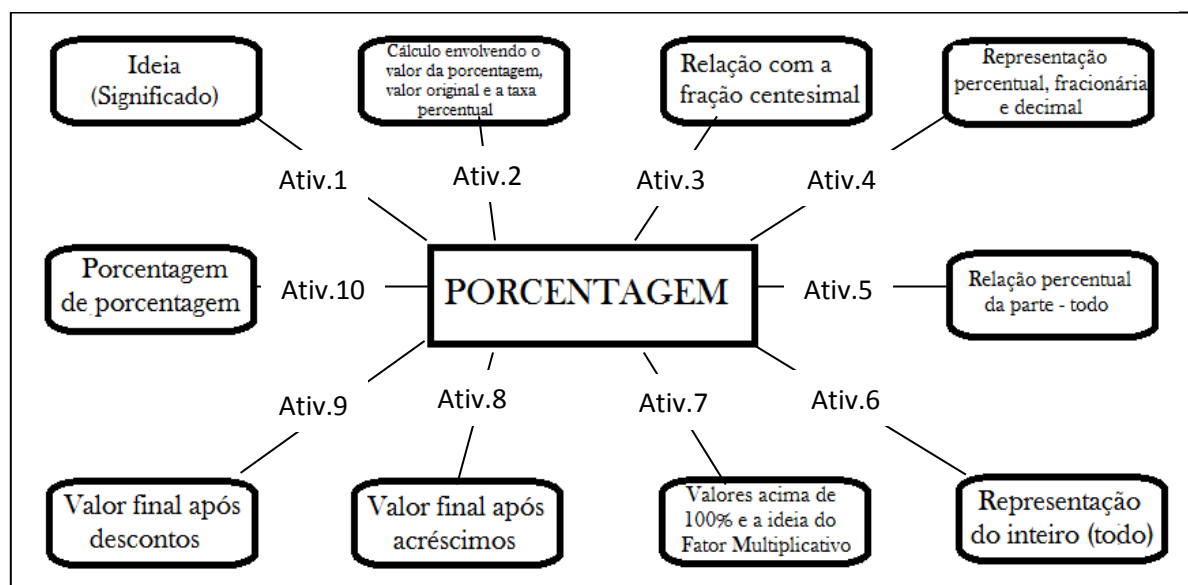 Ideia
(Significado)
Cálculo envolvendo o
valor da porcentagem,
valor original e a taxa
percentual
Relação com a
fração centesimal
Representação
percentual, fracionária
e decimal
Ativ.1
Ativ.2
Ativ.3
Ativ.4
Porcentagem
de porcentagem
Ativ.10
PORCENTAGEM
Ativ.5
Relação percentual
da parte - todo
Ativ.9
Ativ.8
Ativ.7
Ativ.6
Valor final após
descontos
Valor final após
acréscimos
Valores acima de
100% e a ideia do
Fator Multiplicativo
Representação
do inteiro (todo)